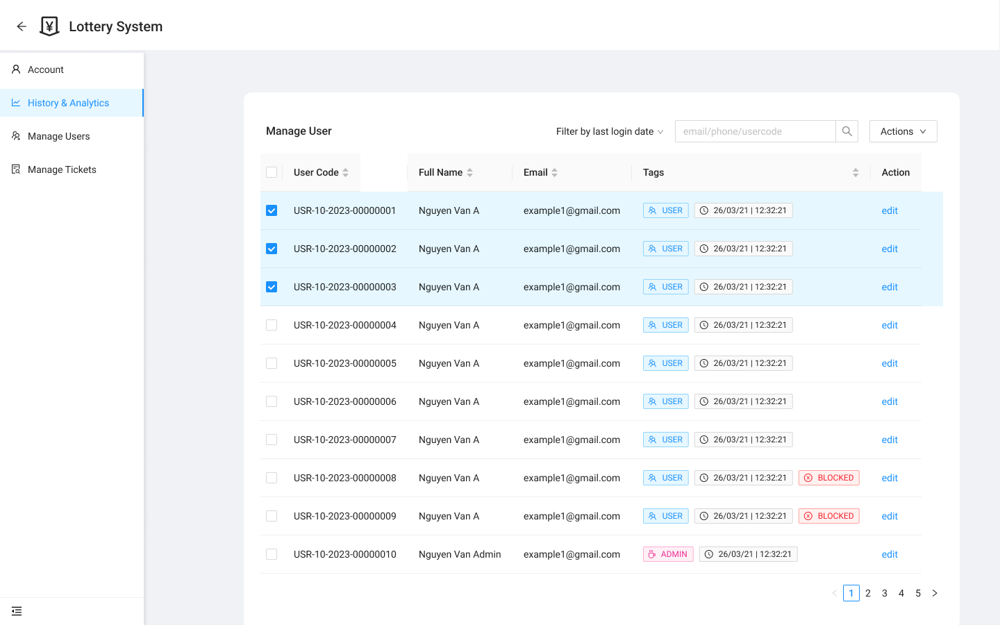 Lottery System
Account
History & Analytics
Manage Users
Manage Tickets
Manage User Filter by last login date email/phone/usercode Actions
User Code Full Name Email Tags Action
USR-10-2023-00000001 Nguyen Van A example1@gmail.com USER 26/03/21 | 12:32:21 edit
USR-10-2023-00000002 Nguyen Van A example1@gmail.com USER 26/03/21 | 12:32:21 edit
USR-10-2023-00000003 Nguyen Van A example1@gmail.com USER 26/03/21 | 12:32:21 edit
USR-10-2023-00000004 Nguyen Van A example1@gmail.com USER 26/03/21 | 12:32:21 edit
USR-10-2023-00000005 Nguyen Van A example1@gmail.com USER 26/03/21 | 12:32:21 edit
USR-10-2023-00000006 Nguyen Van A example1@gmail.com USER 26/03/21 | 12:32:21 edit
USR-10-2023-00000007 Nguyen Van A example1@gmail.com USER 26/03/21 | 12:32:21 edit
USR-10-2023-00000008 Nguyen Van A example1@gmail.com USER 26/03/21 | 12:32:21 BLOCKED edit
USR-10-2023-00000009 Nguyen Van A example1@gmail.com USER 26/03/21 | 12:32:21 BLOCKED edit
USR-10-2023-00000010 Nguyen Van Admin example1@gmail.com ADMIN 26/03/21 | 12:32:21 edit
1 2 3 4 5